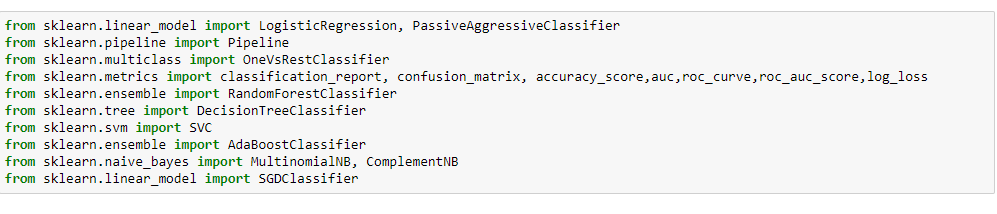 from sklearn.linear_model import LogisticRegression, PassiveAggressiveClassifier
from sklearn.pipeline import Pipeline
from sklearn.multiclass import OneVsRestClassifier
from sklearn.metrics import classification_report, confusion_matrix, accuracy_score,auc,roc_curve,roc_auc_score,log_loss
from sklearn.ensemble import RandomForestClassifier
from sklearn.tree import DecisionTreeClassifier
from sklearn.svm import SVC
from sklearn.ensemble import AdaBoostClassifier
from sklearn.naive_bayes import MultinomialNB, ComplementNB
from sklearn.linear_model import SGDClassifier